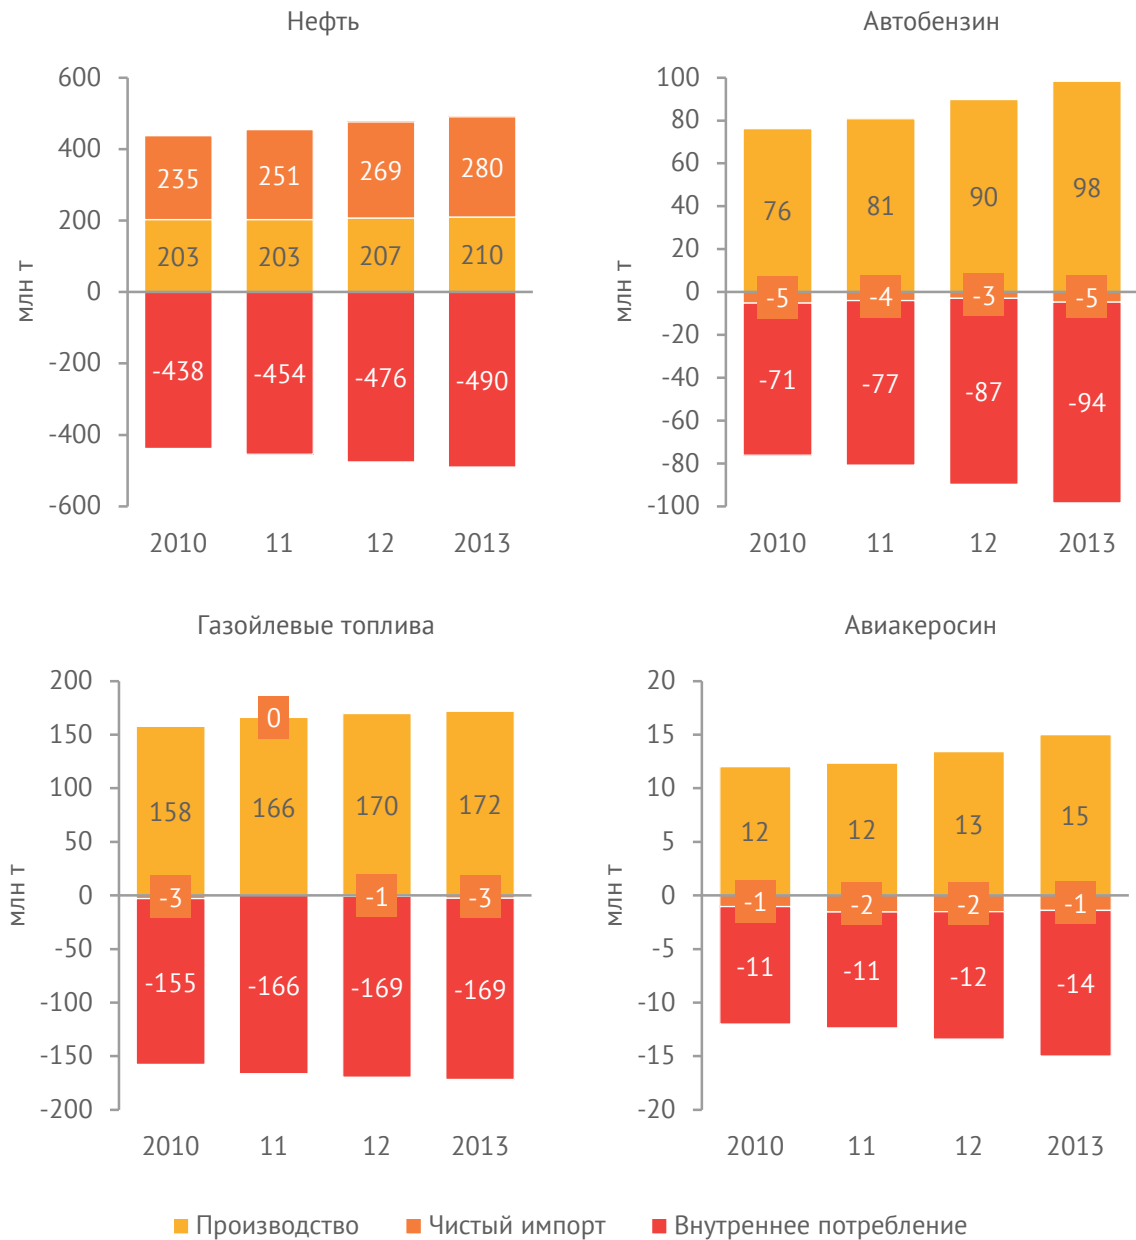 Нефть
600
400
200
0
-200
-400
-600
млн т
235 251 269 280
203 203 207 210
-438 -454 -476 -490
2010 11 12 2013
Автобензин
100
80
60
40
20
0
-20
-40
-60
-80
-100
млн т
76 81 90 98
-5 -4 -3 -5
-71 -77 -87 -94
2010 11 12 2013
Газойлевые топлива
200
150
100
50
0
-50
-100
-150
-200
млн т
0
158 166 170 172
-3 -1 -3
-155 -166 -169 -169
2010 11 12 2013
Авиакеросин
20
15
10
5
0
-5
-10
-15
-20
млн т
12 12 13 15
-1 -2 -2 -1
-11 -11 -12 -14
2010 11 12 2013
Производство Чистый импорт Внутреннее потребление